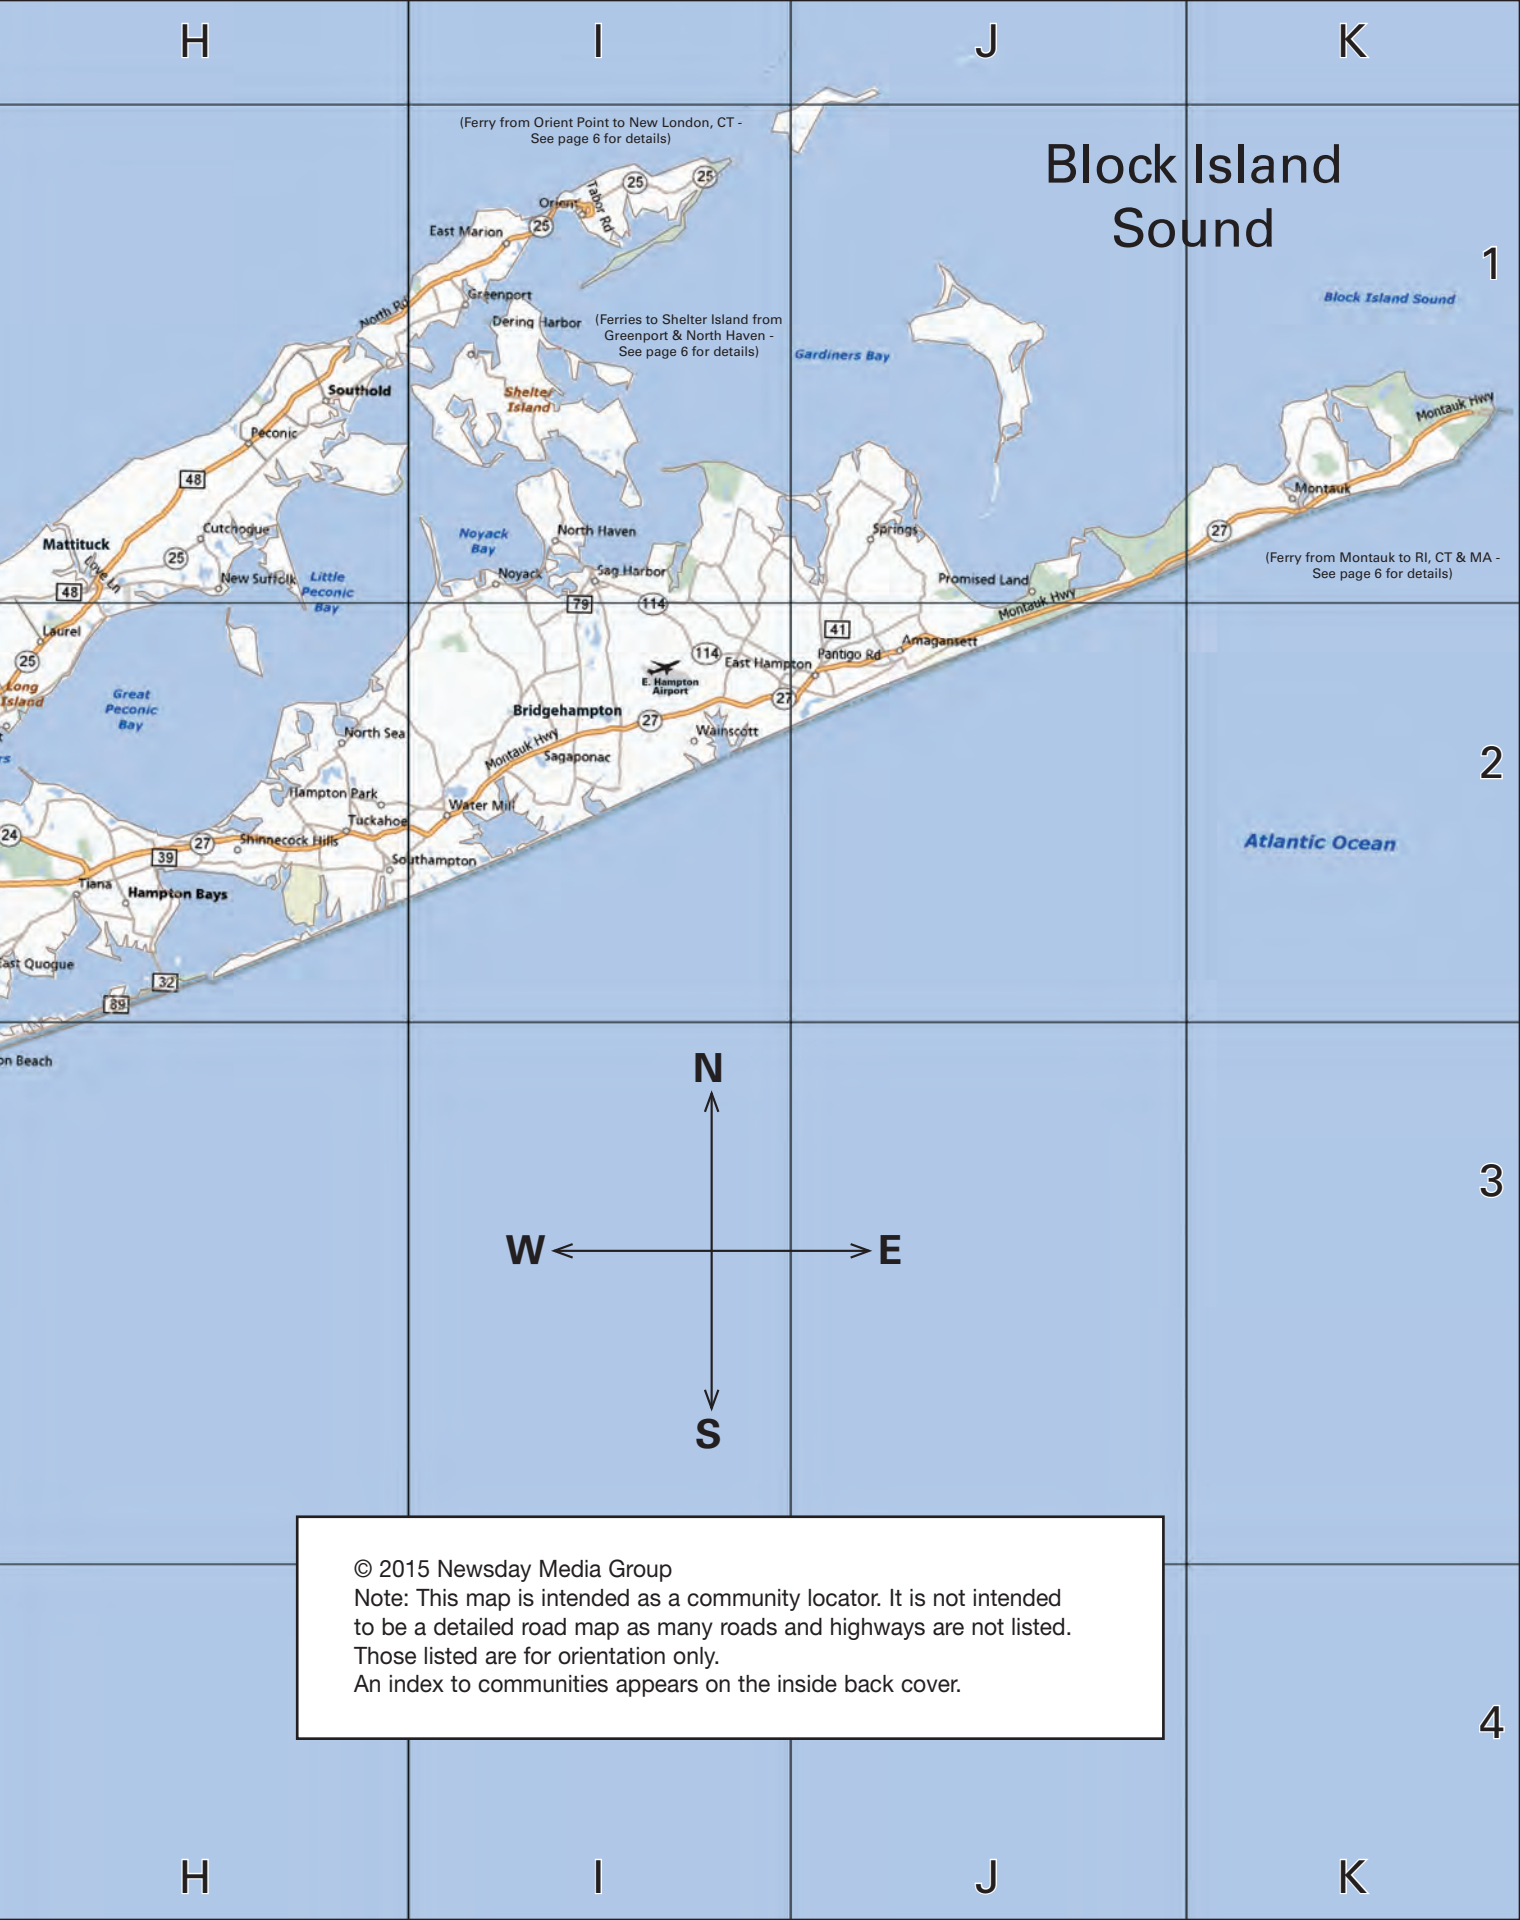 H
I
J
K
(Ferry from Orient Point to New London, CT -
See page 6 for details)
Block Island
Sound
25
25
Tabor Rd
Orient
25
East Marion
1
Block Island Sound
Greenport
North Rd
Dering Harbor
(Ferries to Shelter Island from
Greenport & North Haven -
See page 6 for details)
Gardiners Bay
Southold
Shelter
Island
Montauk Hwy
Peconic
48
Montauk
Cutchogue
Noyack
Bay
North Haven
Springs
27
Mattituck
25
Love Ln
(Ferry from Montauk to RI, CT & MA -
See page 6 for details)
New Suffolk
Little
Peconic
Bay
Noyack
Sag Harbor
Promised Land
48
79
114
Montauk Hwy
Laurel
41
Amagansett
25
114
East Hampton
Pantigo Rd
Long
Island
E. Hampton
Airport
Great
Peconic
Bay
27
Bridgehampton
27
North Sea
Wainscott
t
rs
Montauk Hwy
Sagaponac
2
Hampton Park
Water Mill
Tuckahoe
24
27
Shinnecock Hills
Atlantic Ocean
39
Southampton
Tiana
Hampton Bays
East Quogue
32
89
on Beach
N
W
E
3
S
© 2015 Newsday Media Group
Note: This map is intended as a community locator. It is not intended
to be a detailed road map as many roads and highways are not listed.
Those listed are for orientation only.
An index to communities appears on the inside back cover.
4
H
I
J
K